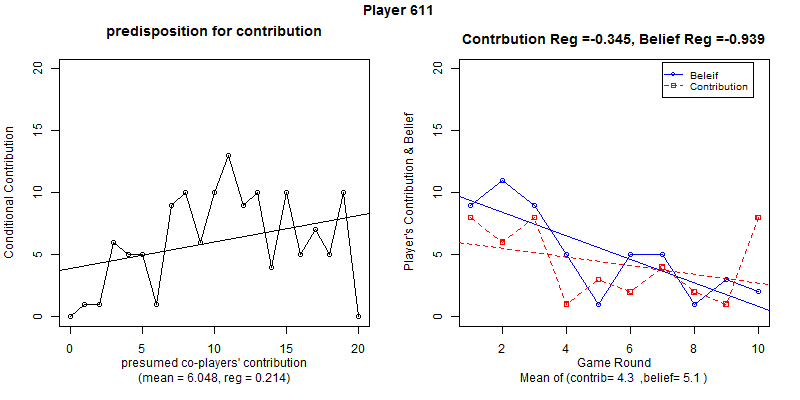 Player 611
predisposition for contribution
Conditional Contribution
20
15
10
5
0
0 5 10 15 20
presumed co-players' contribution
(mean = 6.048, reg = 0.214)
Contrbution Reg =-0.345, Belief Reg =-0.939
Player's Contribution & Belief
20
15
10
5
0
Beleif
Contribution
2 4 6 8 10
Game Round
Mean of (contrib= 4.3 ,belief= 5.1 )